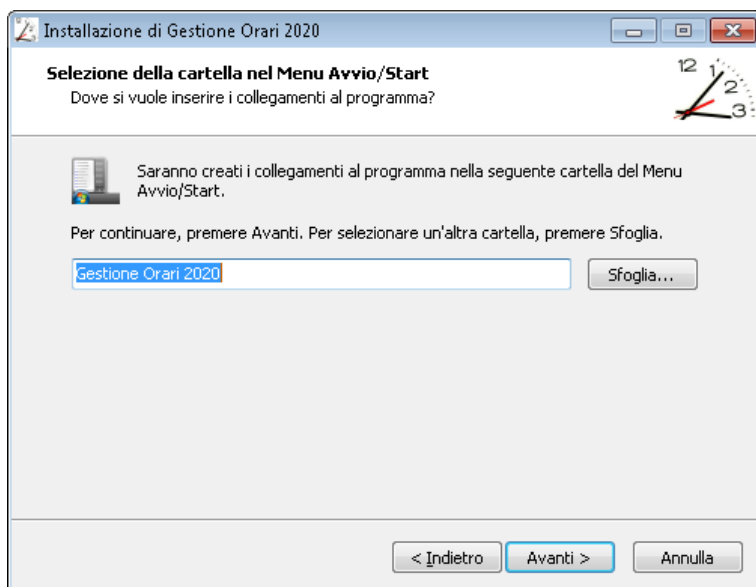 Installazione di Gestione Orari 2020
Selezione della cartella nel Menu Avvio/Start
Dove si vuole inserire i collegamenti al programma?
12
1
2
3
Saranno creati i collegamenti al programma nella seguente cartella del Menu
Avvio/Start.
Per continuare, premere Avanti. Per selezionare un'altra cartella, premere Sfoglia.
Gestione Orari 2020
Sfoglia...
< Indietro
Avanti >
Annulla